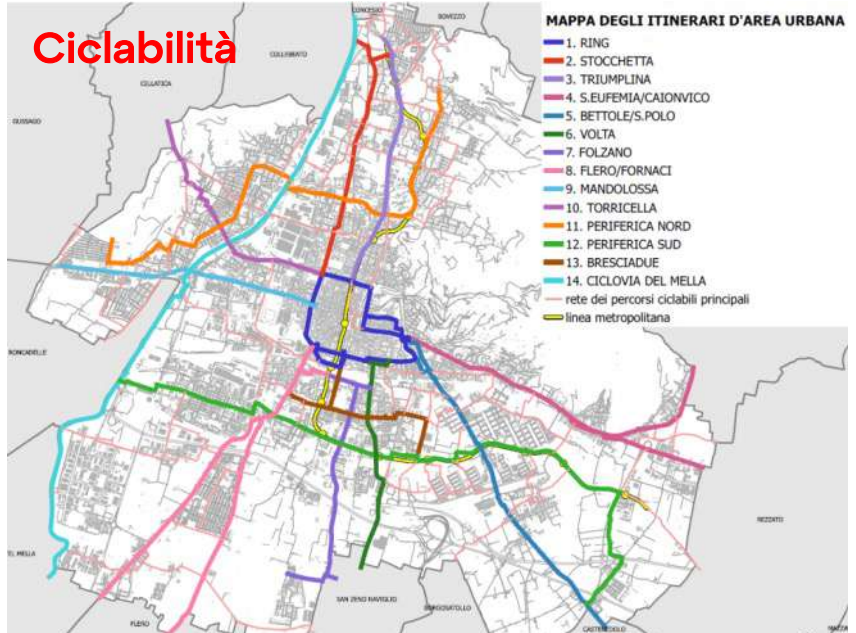 Ciclabilità
MAPPA DEGLI ITINERARI D'AREA URBANA
1. RING
2. STOCCHETTA
3. TRIUMPLINA
4. S.EUFEMIA/CAIONVICO
5. BETTOLE/S.POLO
6. VOLTA
7. FOLZANO
8. FLERO/FORNACI
9. MANDOLOSSA
10. TORRICELLA
11. PERIFERICA NORD
12. PERIFERICA SUD
13. BRESCIADUE
14. CICLOVIA DEL MELLA
rete dei percorsi ciclabili principali
linea metropolitana
CONCESIO
BOVEZZO
COLLEBEATO
CELLATICA
GUSSAGO
RONCADELLE
REZZATO
EL MELLA
SAN ZENO NAVIGLIO
BORGOSATOLLO
FLERO
CASTENEDOLO